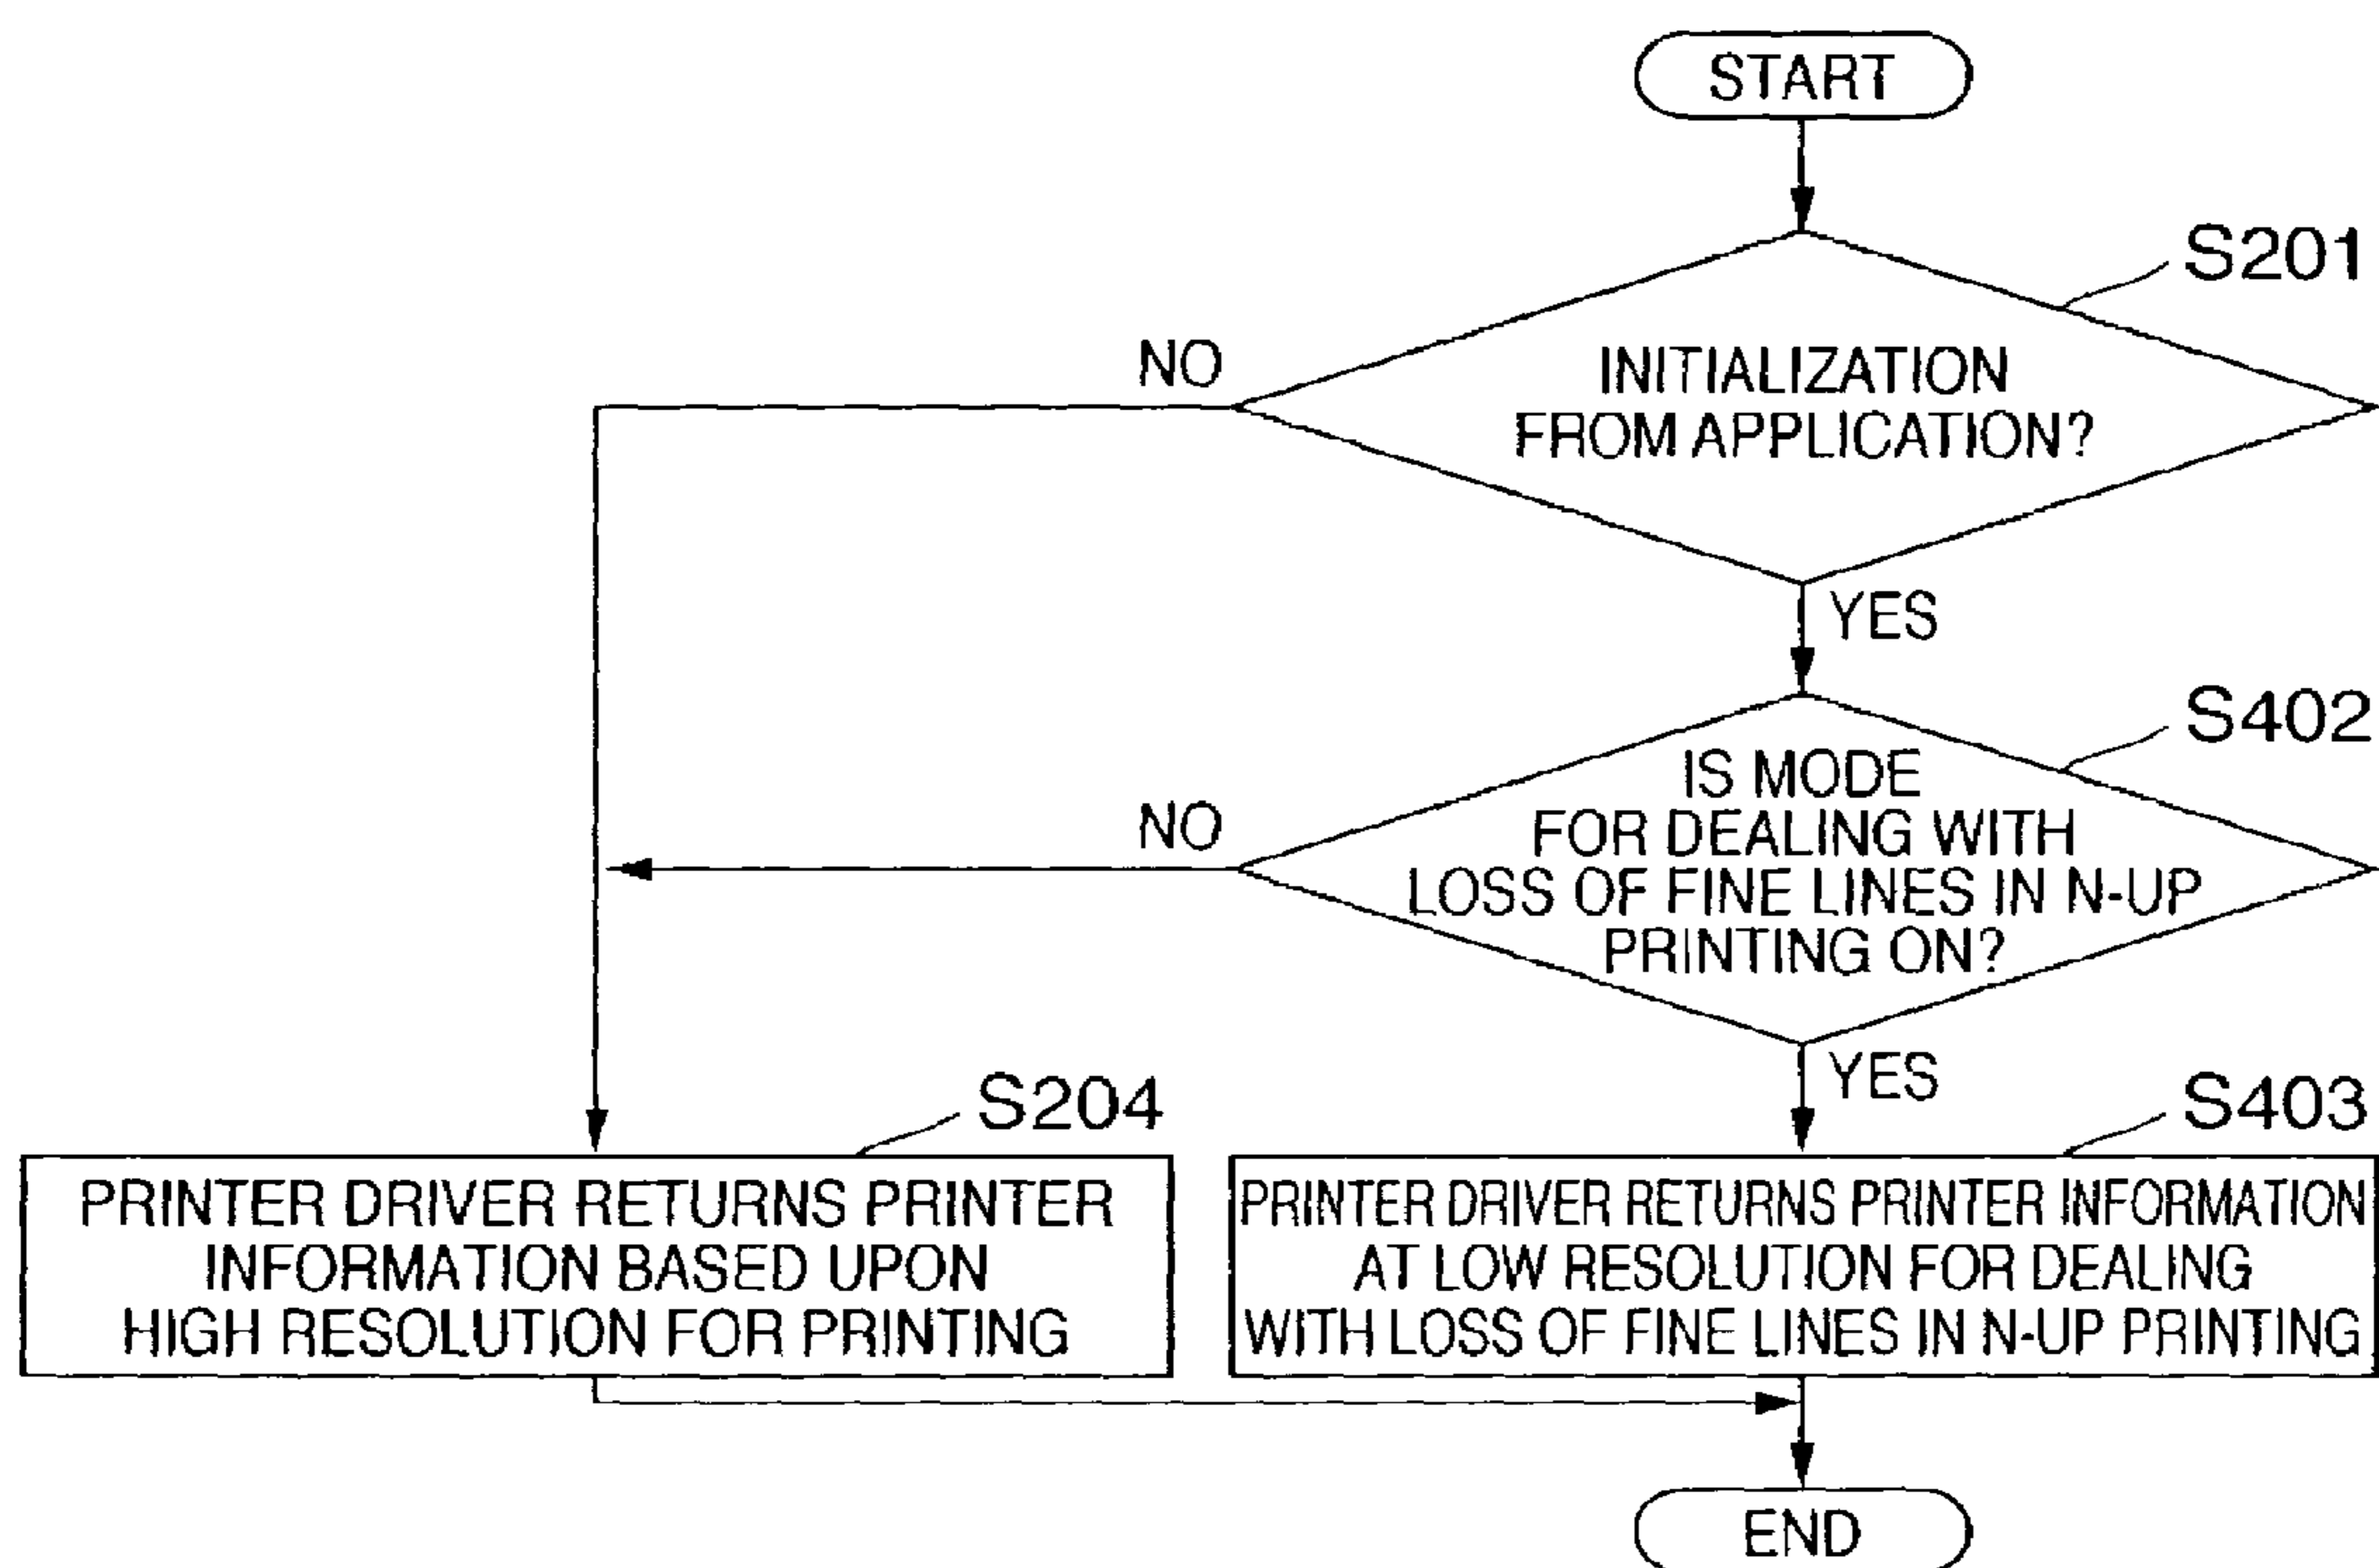 START
S201
INITIALIZATION
FROM APPLICATION?
NO
YES
S402
IS MODE
FOR DEALING WITH
LOSS OF FINE LINES IN N-UP
PRINTING ON?
NO
YES
S204
PRINTER DRIVER RETURNS PRINTER
INFORMATION BASED UPON
HIGH RESOLUTION FOR PRINTING
S403
PRINTER DRIVER RETURNS PRINTER INFORMATION
AT LOW RESOLUTION FOR DEALING
WITH LOSS OF FINE LINES IN N-UP PRINTING
END